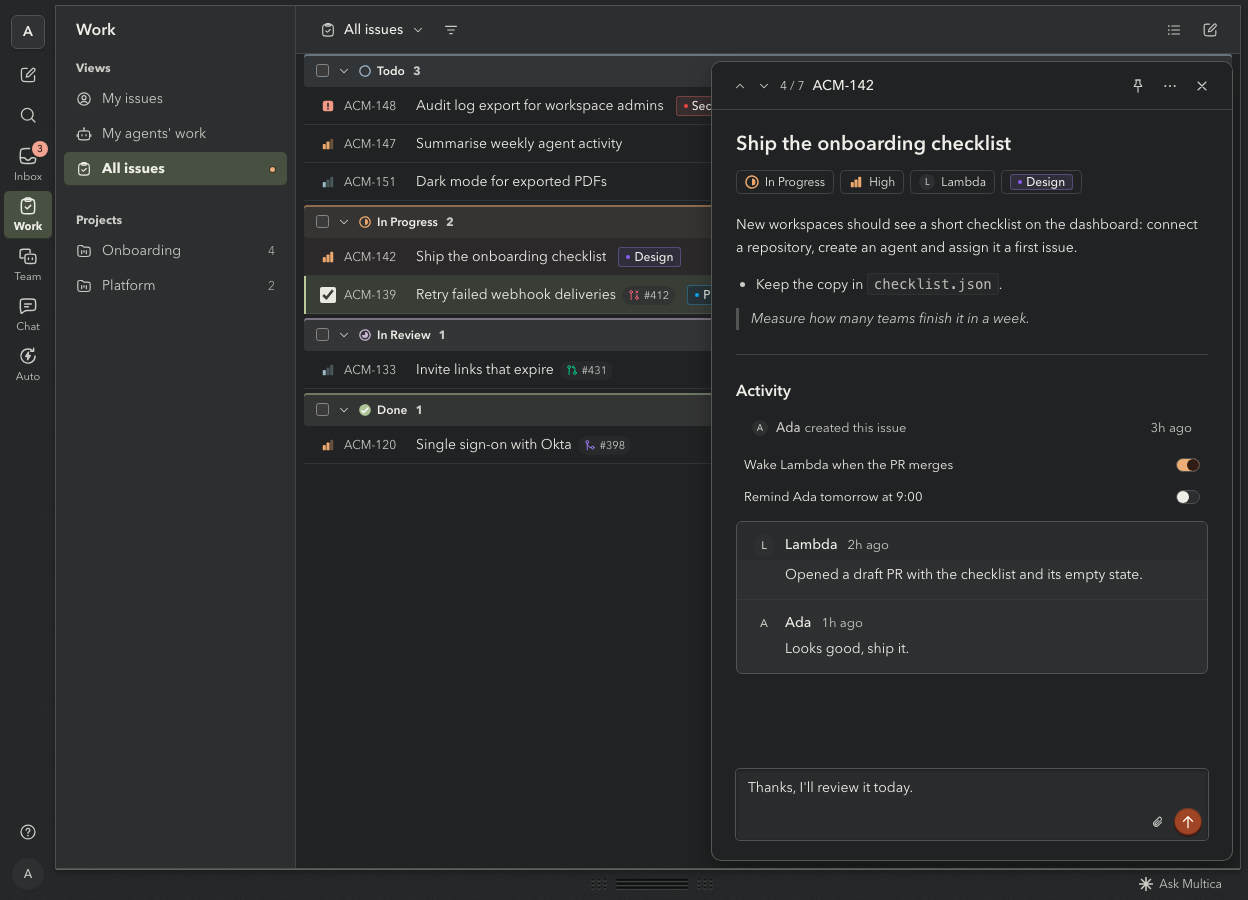 A
Inbox
3
Work
Team
Chat
Auto
A
Work
Views
My issues
My agents' work
All issues
Projects
Onboarding 4
Platform 2
All issues
Todo 3
ACM-148 Audit log export for workspace admins Sec
ACM-147 Summarise weekly agent activity
ACM-151 Dark mode for exported PDFs
In Progress 2
ACM-142 Ship the onboarding checklist Design
ACM-139 Retry failed webhook deliveries #412 P
In Review 1
ACM-133 Invite links that expire #431
Done 1
ACM-120 Single sign-on with Okta #398
4 / 7 ACM-142
Ship the onboarding checklist
In Progress High L Lambda Design
New workspaces should see a short checklist on the dashboard: connect
a repository, create an agent and assign it a first issue.
• Keep the copy in checklist.json.
Measure how many teams finish it in a week.
Activity
A Ada created this issue 3h ago
Wake Lambda when the PR merges
Remind Ada tomorrow at 9:00
L Lambda 2h ago
Opened a draft PR with the checklist and its empty state.
A Ada 1h ago
Looks good, ship it.
Thanks, I'll review it today.
Ask Multica